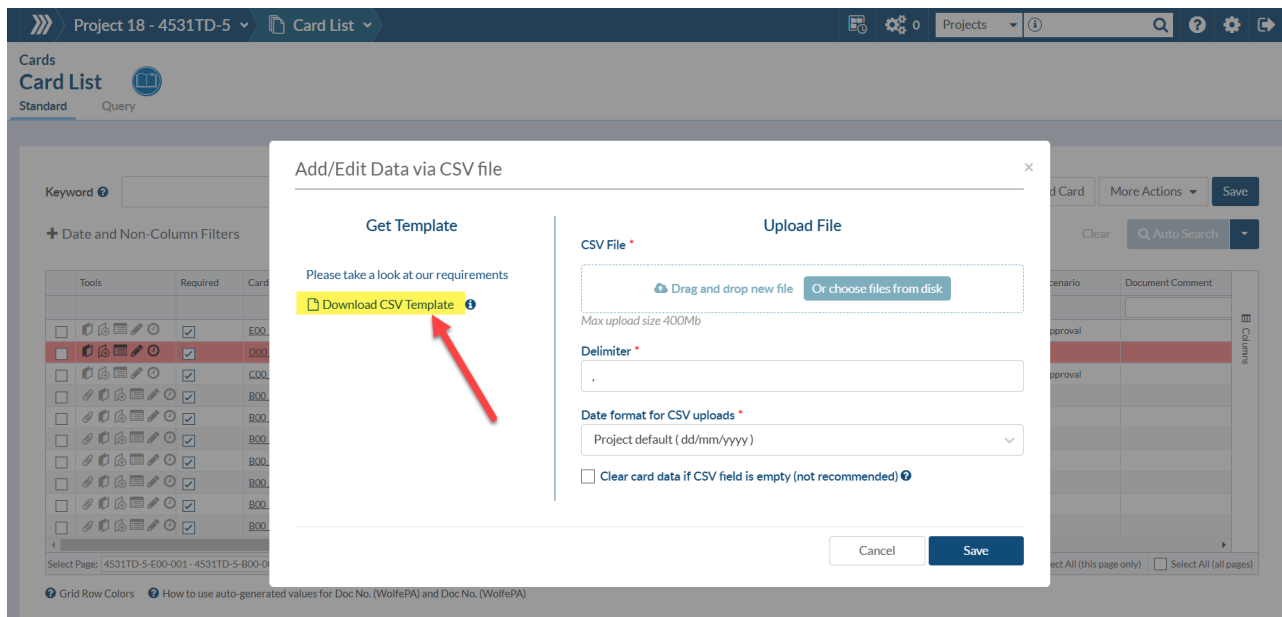 Project 18 - 4531TD-5
Card List
0
Projects
Cards
Card List
Standard
Query
Keyword
d Card
More Actions
Save
+ Date and Non-Column Filters
Clear
Auto Search
Tools
Required
Card
cenario
Document Comment
E00
pproval
D00
C00
pproval
B00
B00
B00
B00
B00
B00
B00
Columns
Select Page: 4531TD-5-E00-001 - 4531TD-5-B00-0
ect All (this page only)
Select All (all pages)
Grid Row Colors
How to use auto-generated values for Doc No. (WolfePA) and Doc No. (WolfePA)
Add/Edit Data via CSV file
×
Get Template
Please take a look at our requirements
Download CSV Template
Upload File
CSV File *
Drag and drop new file
Or choose files from disk
Max upload size 400Mb
Delimiter *
,
Date format for CSV uploads *
Project default ( dd/mm/yyyy )
Clear card data if CSV field is empty (not recommended)
Cancel
Save